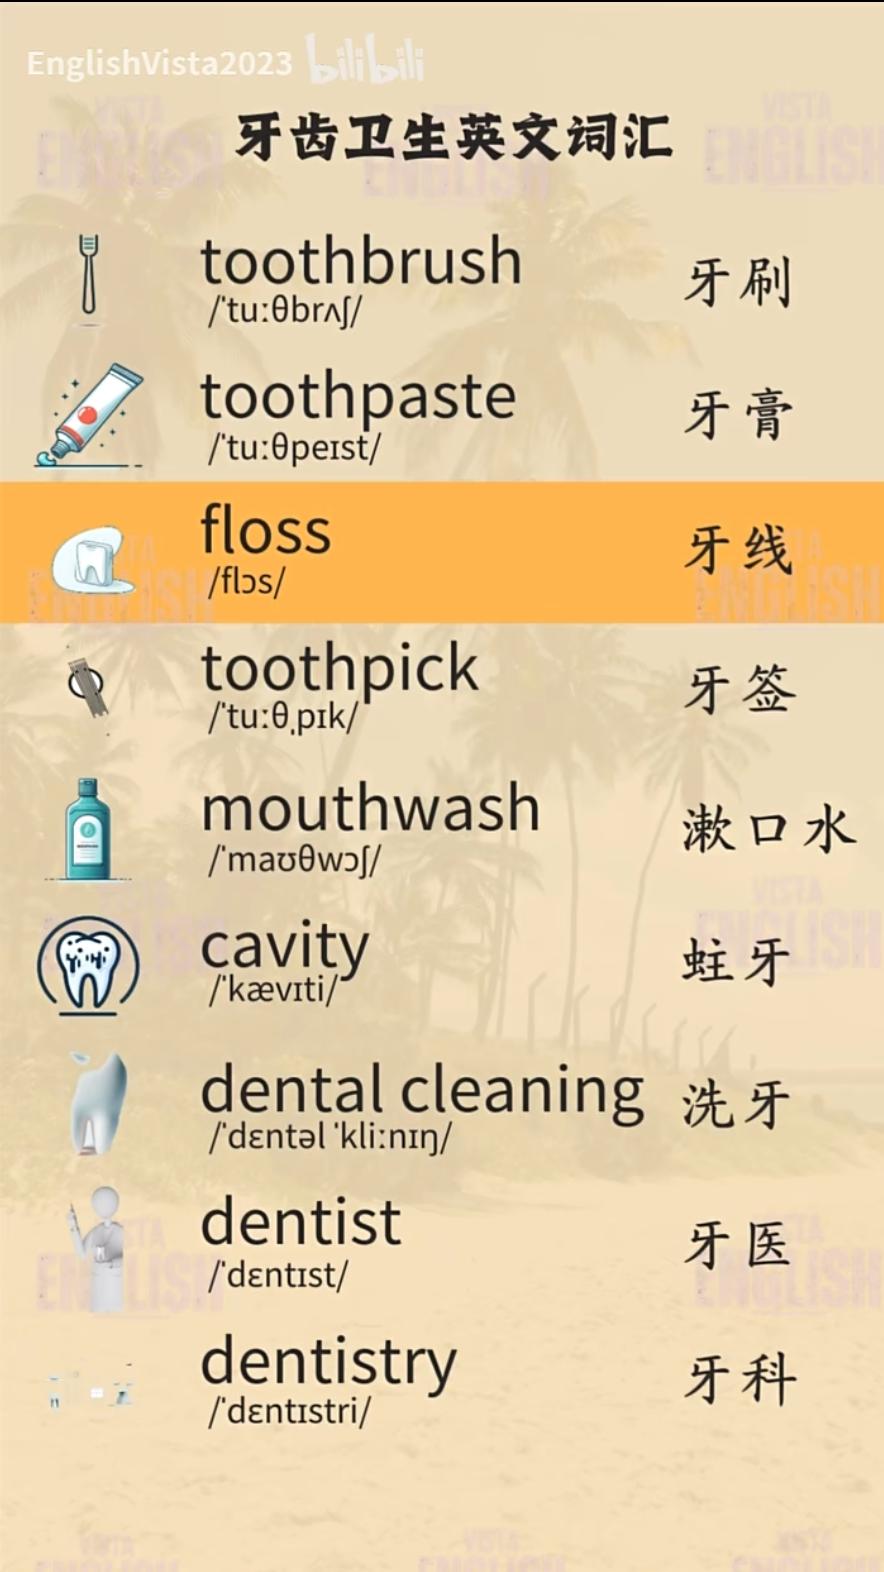 EnglishVista2023 bilibili
牙齿卫生英文词汇
toothbrush 牙刷
/ˈtuːθbrʌʃ/
toothpaste 牙膏
/ˈtuːθpeɪst/
floss 牙线
/flɔs/
toothpick 牙签
/ˈtuːθˌpɪk/
mouthwash 漱口水
/ˈmaʊθwɔʃ/
cavity 蛀牙
/ˈkævɪti/
dental cleaning 洗牙
/ˈdɛntəl ˈkliːnɪŋ/
dentist 牙医
/ˈdɛntɪst/
dentistry 牙科
/ˈdɛntɪstri/
VISTA ENGLISH